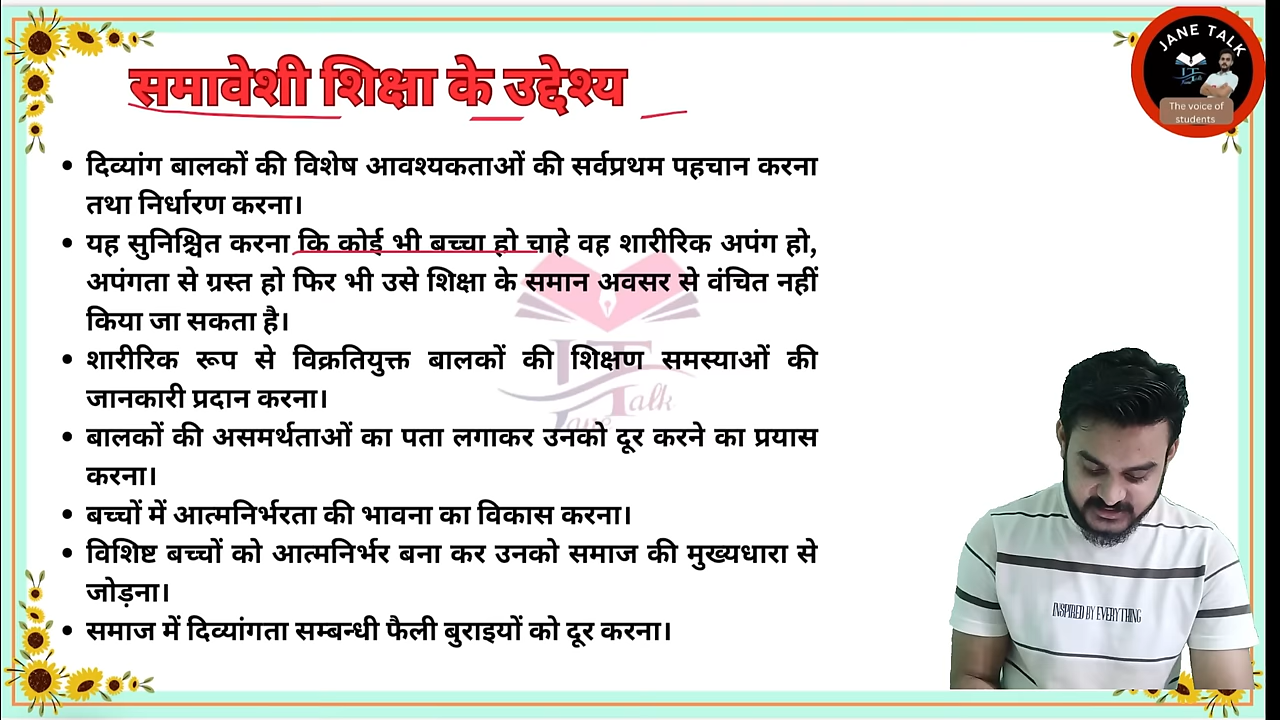 समावेशी शिक्षा के उद्देश्य
JANE TALK
The voice of
students
• दिव्यांग बालकों की विशेष आवश्यकताओं की सर्वप्रथम पहचान करना
तथा निर्धारण करना।
• यह सुनिश्चित करना कि कोई भी बच्चा हो चाहे वह शारीरिक अपंग हो,
अपंगता से ग्रस्त हो फिर भी उसे शिक्षा के समान अवसर से वंचित नहीं
किया जा सकता है।
• शारीरिक रूप से विक्रतियुक्त बालकों की शिक्षण समस्याओं की
जानकारी प्रदान करना।
• बालकों की असमर्थताओं का पता लगाकर उनको दूर करने का प्रयास
करना।
• बच्चों में आत्मनिर्भरता की भावना का विकास करना।
• विशिष्ट बच्चों को आत्मनिर्भर बना कर उनको समाज की मुख्यधारा से
जोड़ना।
• समाज में दिव्यांगता सम्बन्धी फैली बुराइयों को दूर करना।
Jane Talk
INSPIRED BY EVERYTHING